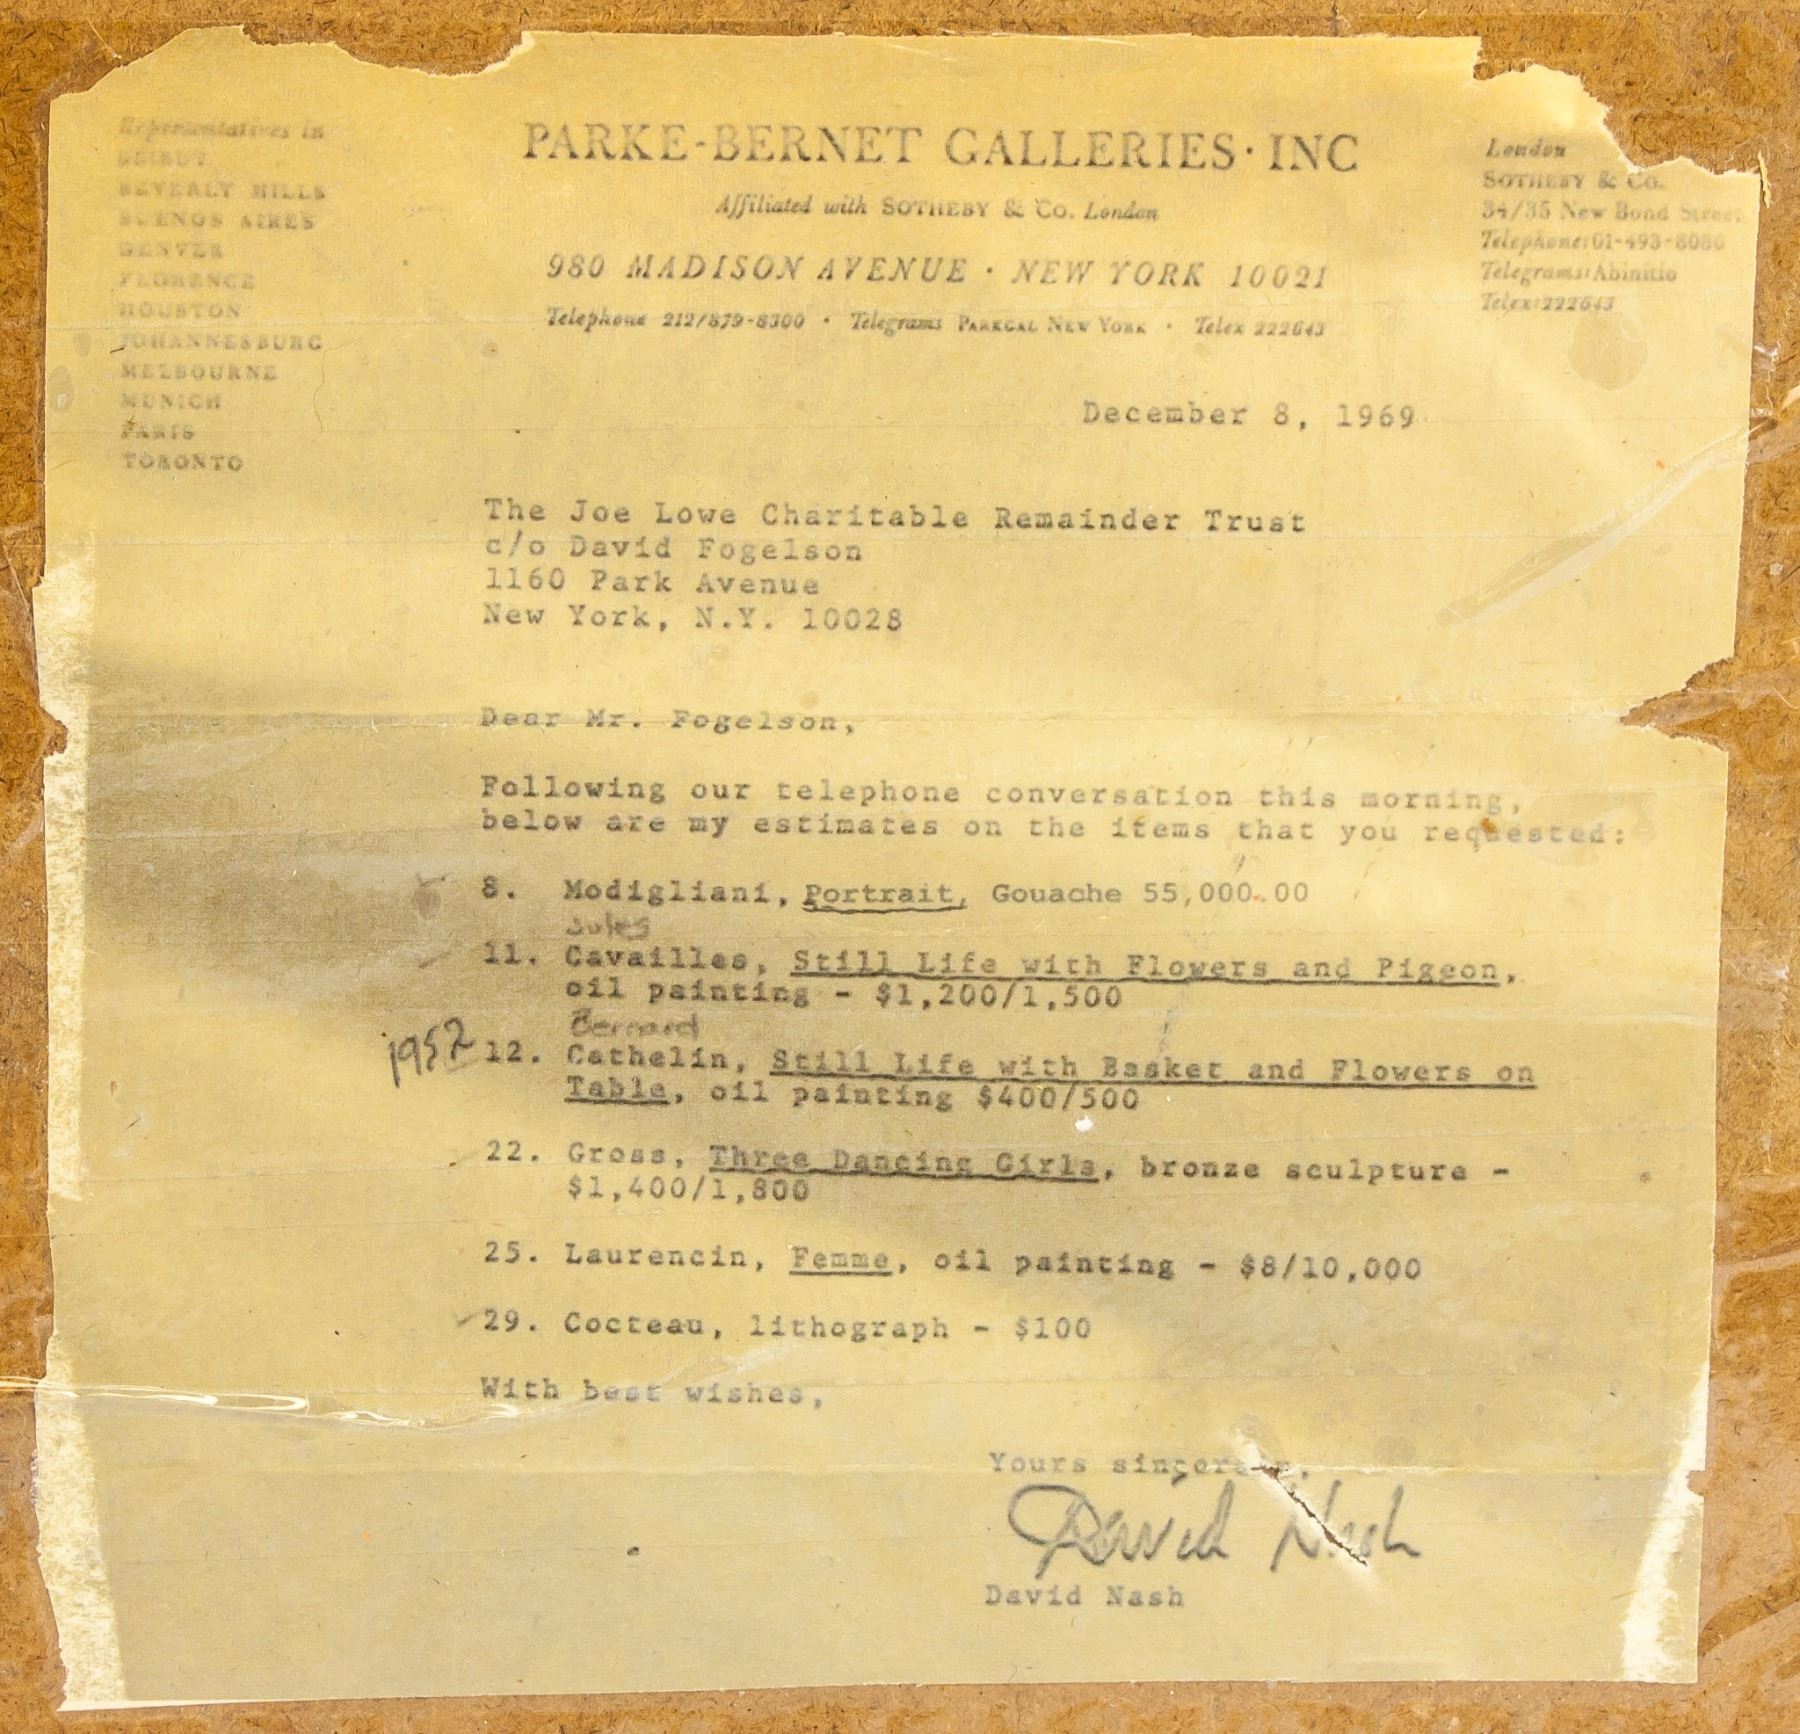 Representatives in
BEIRUT
BEVERLY HILLS
BUENOS AIRES
DENVER
FLORENCE
HOUSTON
JOHANNESBURG
MELBOURNE
MUNICH
PARIS
TORONTO
PARKE-BERNET GALLERIES·INC
Affiliated with SOTHEBY & Co. London
980 MADISON AVENUE · NEW YORK 10021
Telephone 212/879-8300 · Telegrams PARKGAL NEW YORK · Telex 222643
London
SOTHEBY & Co.
34/35 New Bond Street
Telephone:01-493-8080
Telegrams:Abinitio
Telex:222643
December 8, 1969
The Joe Lowe Charitable Remainder Trust
c/o David Fogelson
1160 Park Avenue
New York, N.Y. 10028
Dear Mr. Fogelson,
Following our telephone conversation this morning,
below are my estimates on the items that you requested:
8. Modigliani, Portrait, Gouache 55,000.00
Jules
11. Cavailles, Still Life with Flowers and Pigeon,
oil painting - $1,200/1,500
Bernard
1952 12. Cathelin, Still Life with Basket and Flowers on
Table, oil painting $400/500
22. Gross, Three Dancing Girls, bronze sculpture -
$1,400/1,800
25. Laurencin, Femme, oil painting - $8/10,000
29. Cocteau, lithograph - $100
With best wishes,
Yours sincerely,
David Nash
David Nash